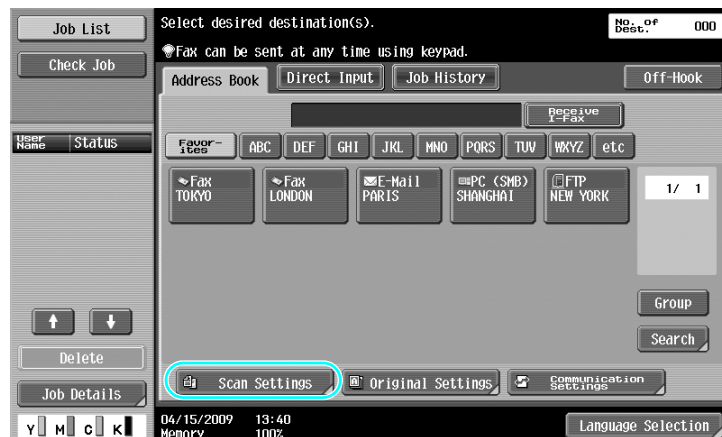 Job List
Check Job
User Name
Status
Delete
Job Details
Y M C K
Select desired destination(s).
Fax can be sent at any time using keypad.
No. of Dest.
000
Address Book
Direct Input
Job History
Off-Hook
Receive I-Fax
Favor-ites
ABC
DEF
GHI
JKL
MNO
PQRS
TUV
WXYZ
etc
Fax
TOKYO
Fax
LONDON
E-Mail
PARIS
PC (SMB)
SHANGHAI
FTP
NEW YORK
1/ 1
Group
Search
Scan Settings
Original Settings
Communication Settings
04/15/2009 13:40
Memory 100%
Language Selection